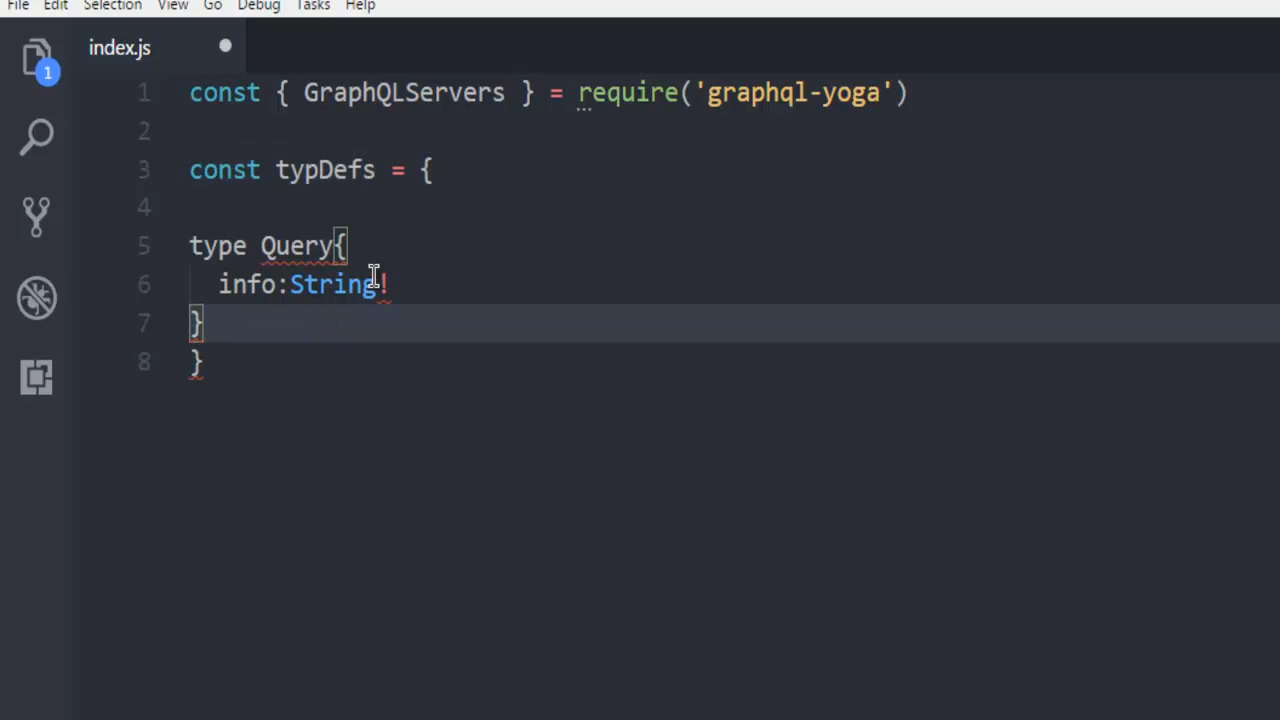 File Edit Selection View Go Debug Tasks Help
index.js
1
1 const { GraphQLServers } = require('graphql-yoga')
2
3 const typDefs = {
4
5 type Query{
6 info:String!
7 }
8 }